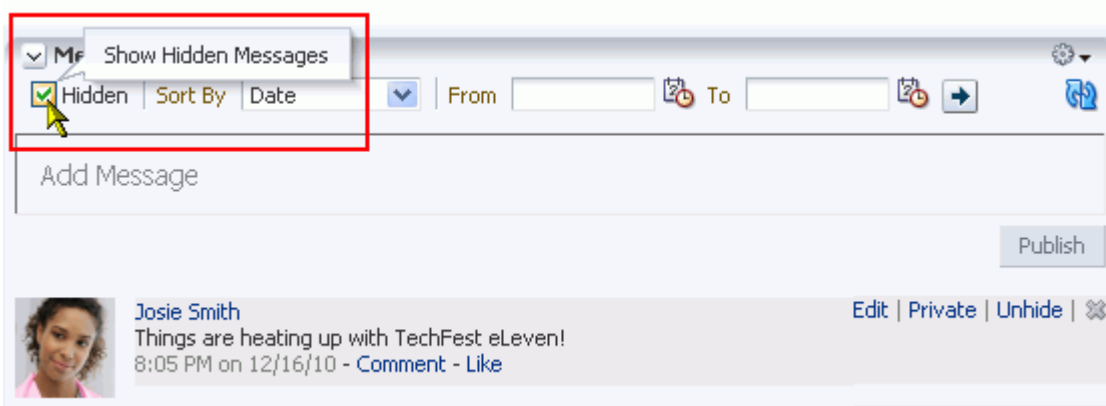 Show Hidden Messages
Hidden Sort By Date From To
Add Message
Publish
Josie Smith Edit | Private | Unhide |
Things are heating up with TechFest eLeven!
8:05 PM on 12/16/10 - Comment - Like